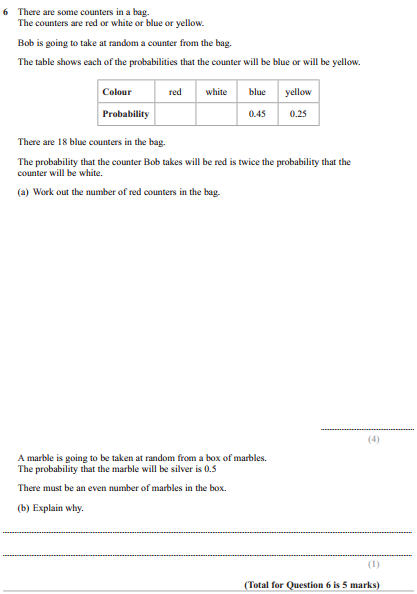 6 There are some counters in a bag.
The counters are red or white or blue or yellow.
Bob is going to take at random a counter from the bag.
The table shows each of the probabilities that the counter will be blue or will be yellow.
Colour red white blue yellow
Probability 0.45 0.25
There are 18 blue counters in the bag.
The probability that the counter Bob takes will be red is twice the probability that the
counter will be white.
(a) Work out the number of red counters in the bag.
(4)
A marble is going to be taken at random from a box of marbles.
The probability that the marble will be silver is 0.5
There must be an even number of marbles in the box.
(b) Explain why.
(1)
(Total for Question 6 is 5 marks)